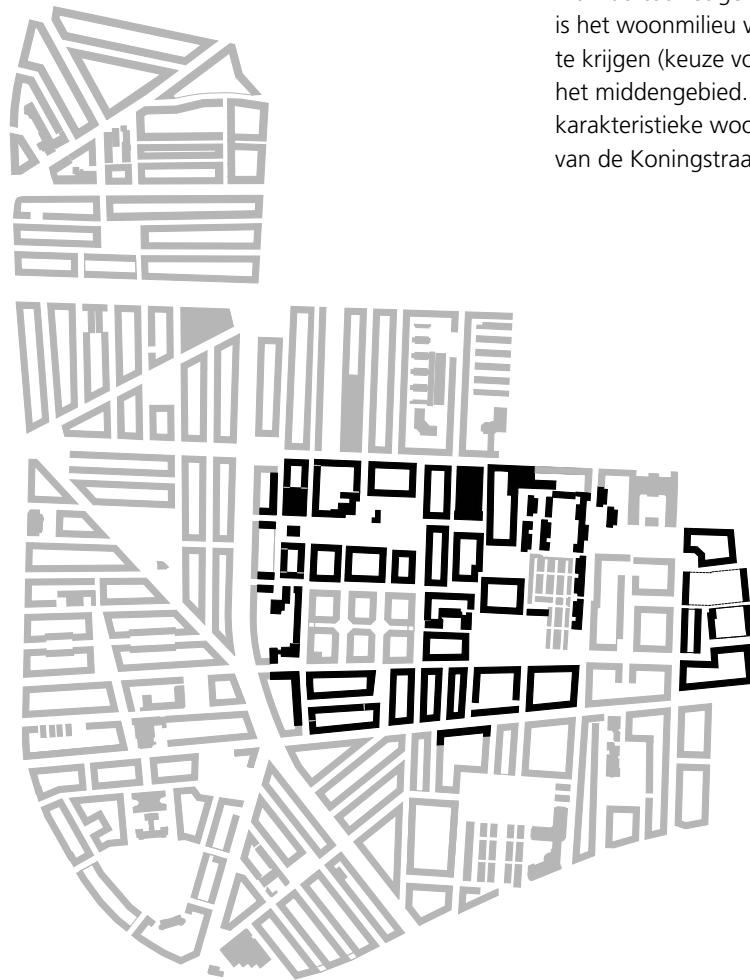 is het woonmilieu v
te krijgen (keuze vo
het middengebied.
karakteristieke woo
van de Koningstraa